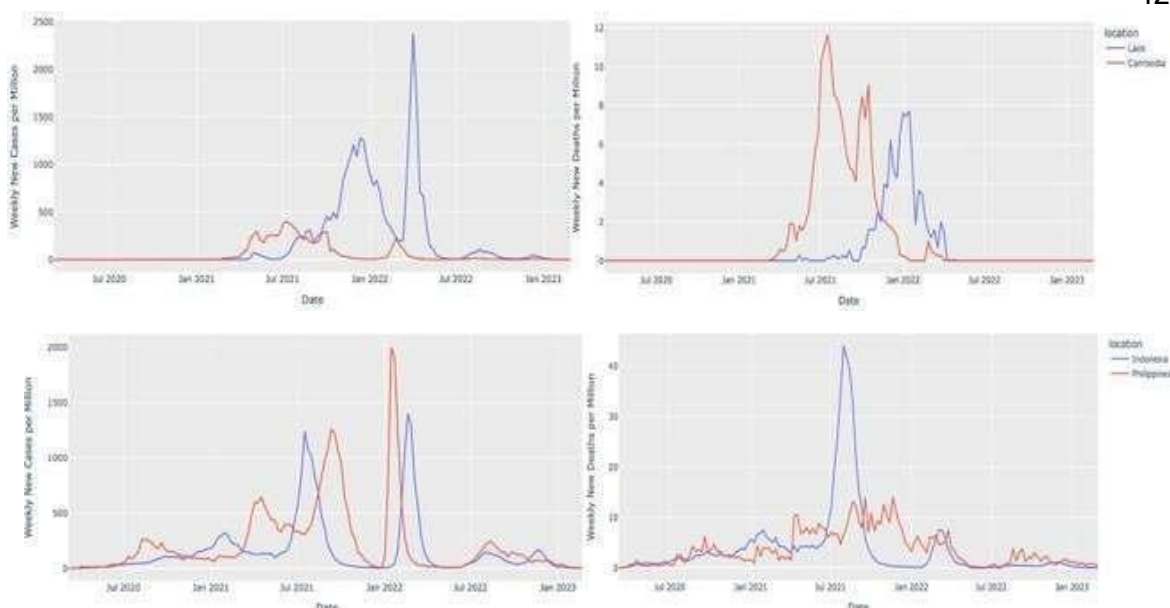 12
2500
2000
1500
1000
500
0
Weekly New Cases per Million
Jul 2020
Jan 2021
Jul 2021
Jan 2022
Jul 2022
Jan 2021
Date
12
10
8
6
4
2
0
Weekly New Deaths per Million
Jul 2020
Jan 2021
Jul 2021
Jan 2022
Jul 2022
Jan 2023
Date
location
Laos
Cambodia
2000
1500
1000
500
0
Weekly New Cases per Million
Jul 2020
Jan 2021
Jul 2021
Jan 2022
Jul 2022
Jan 2023
Date
40
30
20
10
0
Weekly New Deaths per Million
Jul 2020
Jan 2021
Jul 2021
Jan 2022
Jul 2022
Jan 2023
Date
location
Indonesia